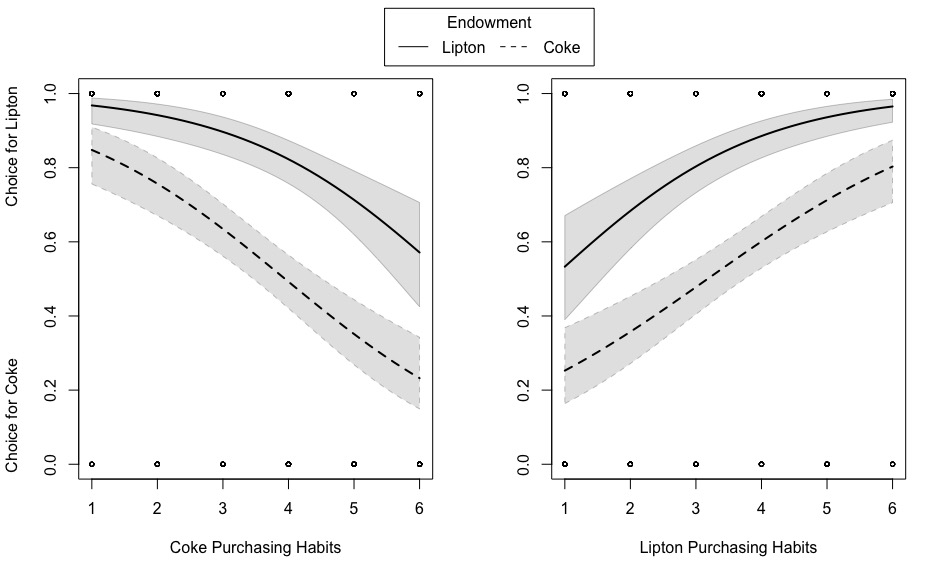 Endowment
Lipton Coke
Choice for Lipton
Choice for Coke
1.0
0.8
0.6
0.4
0.2
0.0
1 2 3 4 5 6
Coke Purchasing Habits
1.0
0.8
0.6
0.4
0.2
0.0
1 2 3 4 5 6
Lipton Purchasing Habits